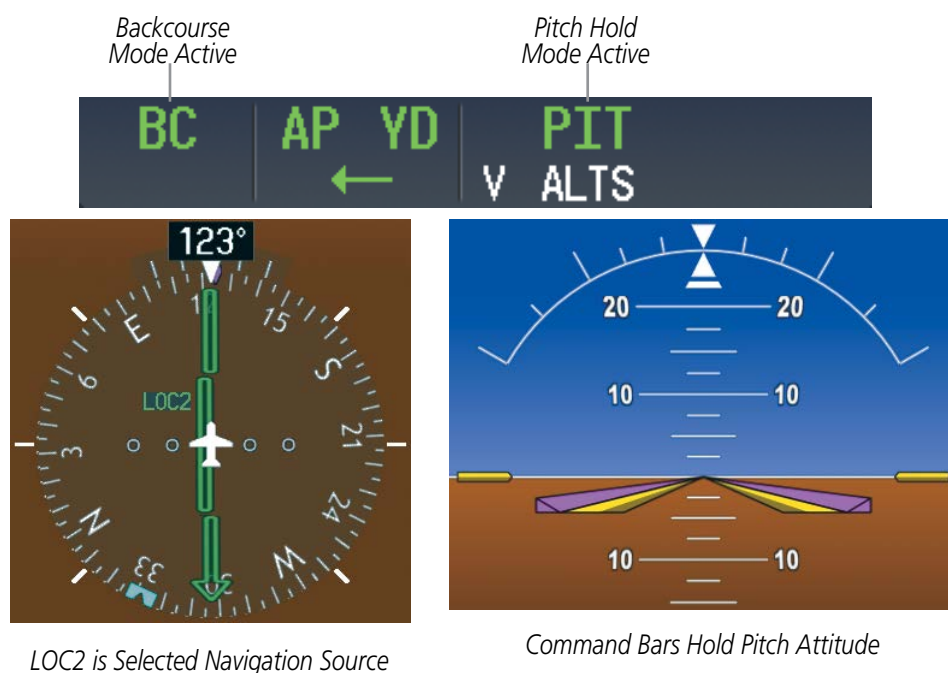 Backcourse
Mode Active
Pitch Hold
Mode Active
BC AP YD PIT
← V ALTS
123°
15
S
21
24
W
33
N
3
6
E
LOC2
20 20
10 10
10 10
LOC2 is Selected Navigation Source
Command Bars Hold Pitch Attitude